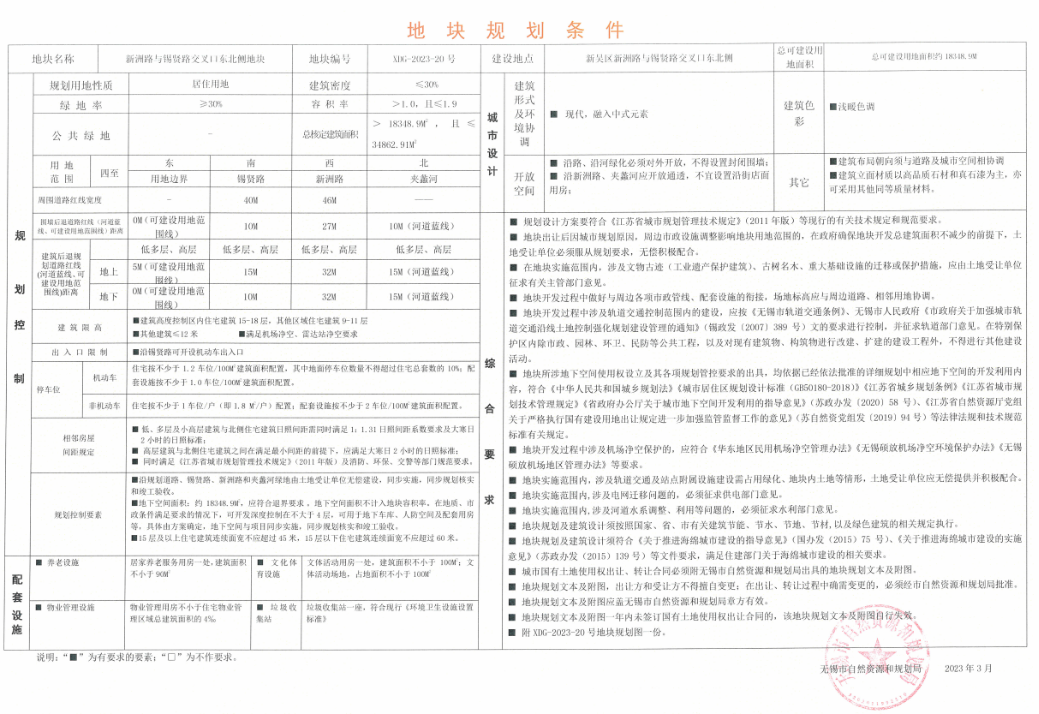 地块规划条件
地块名称 新洲路与锡贤路交叉口东北侧地块 地块编号 XDG-2023-20号 建设地点 新吴区新洲路与锡贤路交叉口东北侧 总可建设用地面积 总可建设用地面积约18348.9M
规划控制
规划用地性质 居住用地 建筑密度 ≤30%
绿地率 ≥30% 容积率 >1.0，且≤1.9
公共绿地 - 总核定建筑面积 > 18348.9M²，且≤34862.91M²
用地范围 四至 东 南 西 北
用地边界 锡贤路 新洲路 夹蠡河
周围道路红线宽度 - 40M 46M ——
围墙后退道路红线（河道蓝线、可建设用地范围线）距离 0M(可建设用地范围线) 10M 27M 10M（河道蓝线）
建筑后退规划道路红线(河道蓝线、可建设用地范围线)距离 低多层、高层 低多层、高层 低多层、高层 低多层、高层
地上 5M(可建设用地范围线) 15M 32M 15M（河道蓝线）
地下 0M(可建设用地范围线) 10M 32M 15M（河道蓝线）
建筑限高 ■建筑高度控制区内住宅建筑15-18层，其他区域住宅建筑9-11层
■其他建筑≤12米 ■满足机场净空、雷达站净空要求
出入口限制 ■沿锡贤路可开设机动车出入口
停车位 机动车 住宅按不少于1.2车位/100M²建筑面积配置，其中地面停车位数量不得超过住宅总套数的10%；配
套设施按不少于1.0车位/100M²建筑面积配置。
非机动车 住宅按不少于1车位/户（即1.8 M²/户）配置；配套设施按不少于2车位/100M²建筑面积配置。
相邻房屋间距规定 ■ 低、多层及小高层建筑与北侧住宅建筑日照间距需同时满足1：1.31日照间距系数要求及大寒日
2小时的日照标准；
■ 高层建筑与北侧住宅建筑之间在满足最小间距的前提下，应满足大寒日2小时的日照标准；
■ 同时满足《江苏省城市规划管理技术规定》（2011年版）及消防、环保、交警等部门规范要求。
规划控制要素 ■沿规划道路、锡贤路、新洲路和夹蠡河绿地由土地受让单位无偿建设，同步实施，同步规划核实
和竣工验收。
■地下空间面积：约18348.9M²，应符合退界要求，地下空间面积不计入地块容积率，在地质、市
政条件满足要求的情况下，可开发深度控制在不大于4层，可用于地下车库、人防空间及配套用房
等，具体由方案确定，地下空间与项目同步实施，同步规划核实和竣工验收。
■15层及以上住宅建筑连续面宽不应超过45米，15层以下住宅建筑连续面宽不应超过60米。
配套设施
■ 养老设施 居家养老服务用房一处,建筑面积不小于90M² ■ 文化体育设施 文体活动用房一处，建筑面积不小于100M²；文体活动场地，占地面积不小于100M²
■ 物业管理设施 物业管理用房不小于住宅物业管理区域总建筑面积的4‰ ■ 垃圾收集站 垃圾收集站一座，符合现行《环境卫生设施设置标准》
城市设计
建筑形式及环境协调 ■ 现代，融入中式元素 建筑色彩 ■浅暖色调
开放空间 ■ 沿路、沿河绿化必须对外开放，不得设置封闭围墙；
■ 沿新洲路、夹蠡河应开放通透，不宜设置沿街店面
用房；
其它 ■建筑布局朝向须与道路及城市空间相协调
■建筑立面材质以高品质石材和真石漆为主，亦
可采用其他同等质量材料。
综合要求
■ 规划设计方案要符合《江苏省城市规划管理技术规定》（2011年版）等现行的有关技术规定和规范要求。
■ 地块出让后因城市规划原因，周边市政设施调整影响地块用地范围的，在政府确保地块开发总建筑面积不减少的前提下，土
地受让单位必须服从规划要求，无偿积极配合。
■ 在地块实施范围内，涉及文物古迹（工业遗产保护建筑）、古树名木、重大基础设施的迁移或保护措施，应由土地受让单位
征求有关主管部门意见。
■ 地块开发过程中做好与周边各项市政管线、配套设施的衔接，场地标高应与周边道路、相邻用地协调。
■ 地块开发过程中涉及轨道交通控制范围内的建设，应按《无锡市轨道交通条例》、无锡市人民政府《市政府关于加强城市轨
道交通沿线土地控制强化规划建设管理的通知》（锡政发（2007）389号）文的要求进行控制，并征求轨道部门意见。在特别保
护区内除市政、园林、环卫、民防等公共工程，以及对现有建筑物、构筑物进行改建、扩建的建设工程外，不得进行其他建设
活动。
■ 地块所涉地下空间使用权设立及其各项规划管控要求的出具，均依据已经依法批准的详细规划中相应地下空间的开发利用内
容，符合《中华人民共和国城乡规划法》《城市居住区规划设计标准（GB50180-2018）》《江苏省城乡规划条例》《江苏省城市规
划技术管理规定》《省政府办公厅关于城市地下空间开发利用的指导意见》（苏政办发（2020）58号）、《江苏省自然资源厅党组
关于严格执行国有建设用地出让规定进一步加强监管监督工作的意见》（苏自然资党组发（2019）94号）等法律法规和技术规范
标准有关规定。
■ 地块开发过程中涉及机场净空保护的，应符合《华东地区民用机场净空管理办法》《无锡硕放机场净空环境保护办法》《无锡
硕放机场地区管理办法》等要求。
■ 地块实施范围内，涉及轨道交通及站点附属设施建设需占用绿化、地块内土地等情形，土地受让单位应无偿提供并积极配合。
■ 地块实施范围内,涉及电网迁移问题的，必须征求供电部门意见。
■ 地块实施范围内,涉及河道水系调整、利用等问题的，必须征求水利部门意见。
■ 地块规划及建筑设计须按照国家、省、市有关建筑节能、节水、节地、节材,以及绿色建筑的相关规定执行。
■ 地块规划及建筑设计须符合《关于推进海绵城市建设的指导意见》（国办发（2015）75号）、《关于推进海绵城市建设的实施
意见》（苏政办发（2015）139号）等文件要求，满足住建部门关于海绵城市建设的相关要求。
■ 城市国有土地使用权出让、转让合同必须附无锡市自然资源和规划局出具的地块规划文本及附图。
■ 地块规划文本及附图，出让方和受让方不得擅自变更；在出让、转让过程中确需变更的，必须经市自然资源和规划局批准。
■ 地块规划文本及附图应盖无锡市自然资源和规划局章方有效。
■ 地块规划文本及附图一年内未签订国有土地使用权出让合同的，该地块规划文本及附图自行失效。
■ 附XDG-2023-20号地块规划图一份。
说明：“■”为有要求的要素；“□”为不作要求。
无锡市自然资源和规划局 2023年3月